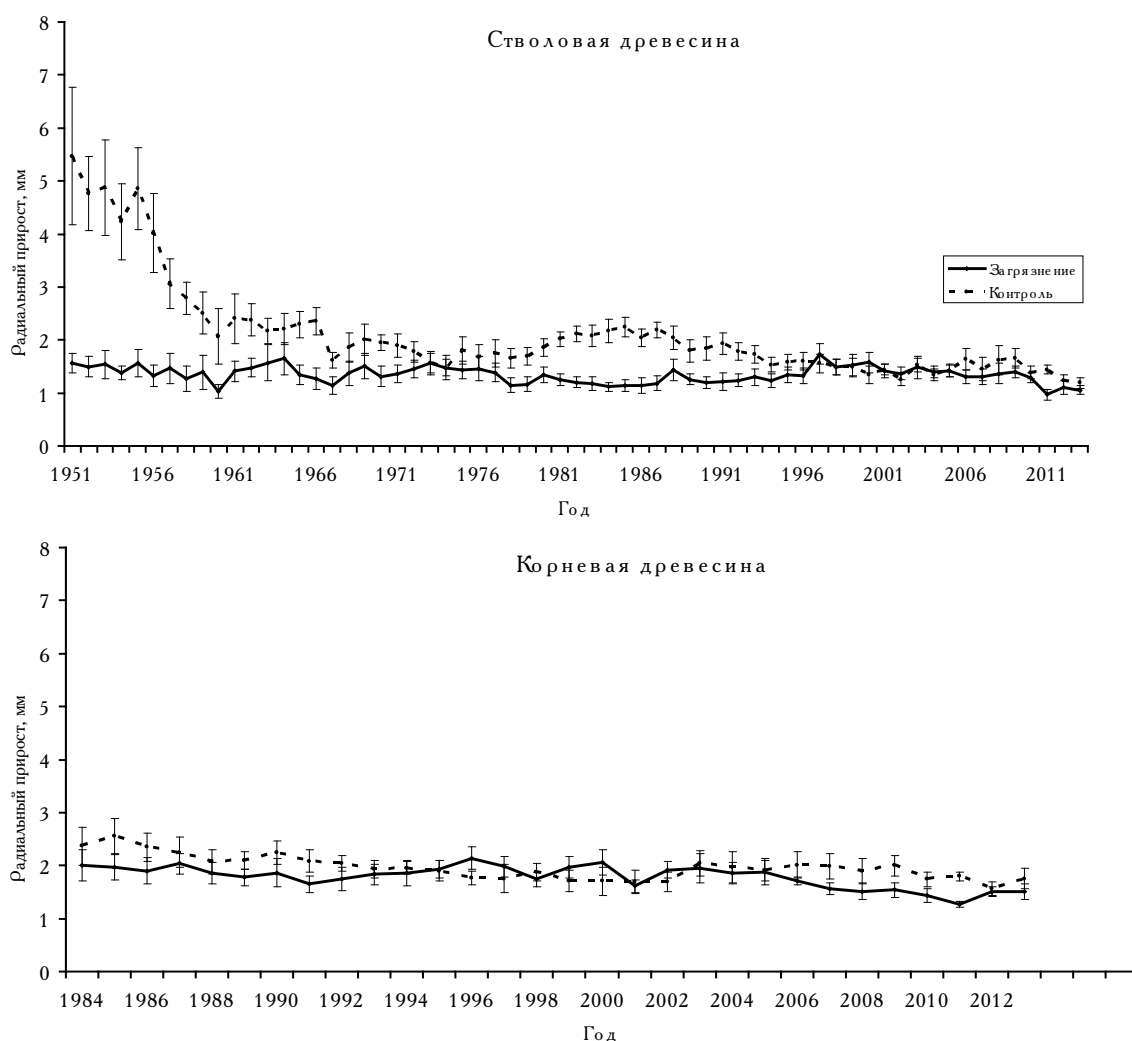 Стволовая древесина
8
7
6
5
4
3
2
1
0
Радиальный прирост, мм
Загрязнение
Контроль
1951 1956 1961 1966 1971 1976 1981 1986 1991 1996 2001 2006 2011
Год
Корневая древесина
8
7
6
5
4
3
2
1
0
Радиальный прирост, мм
1984 1986 1988 1990 1992 1994 1996 1998 2000 2002 2004 2006 2008 2010 2012
Год